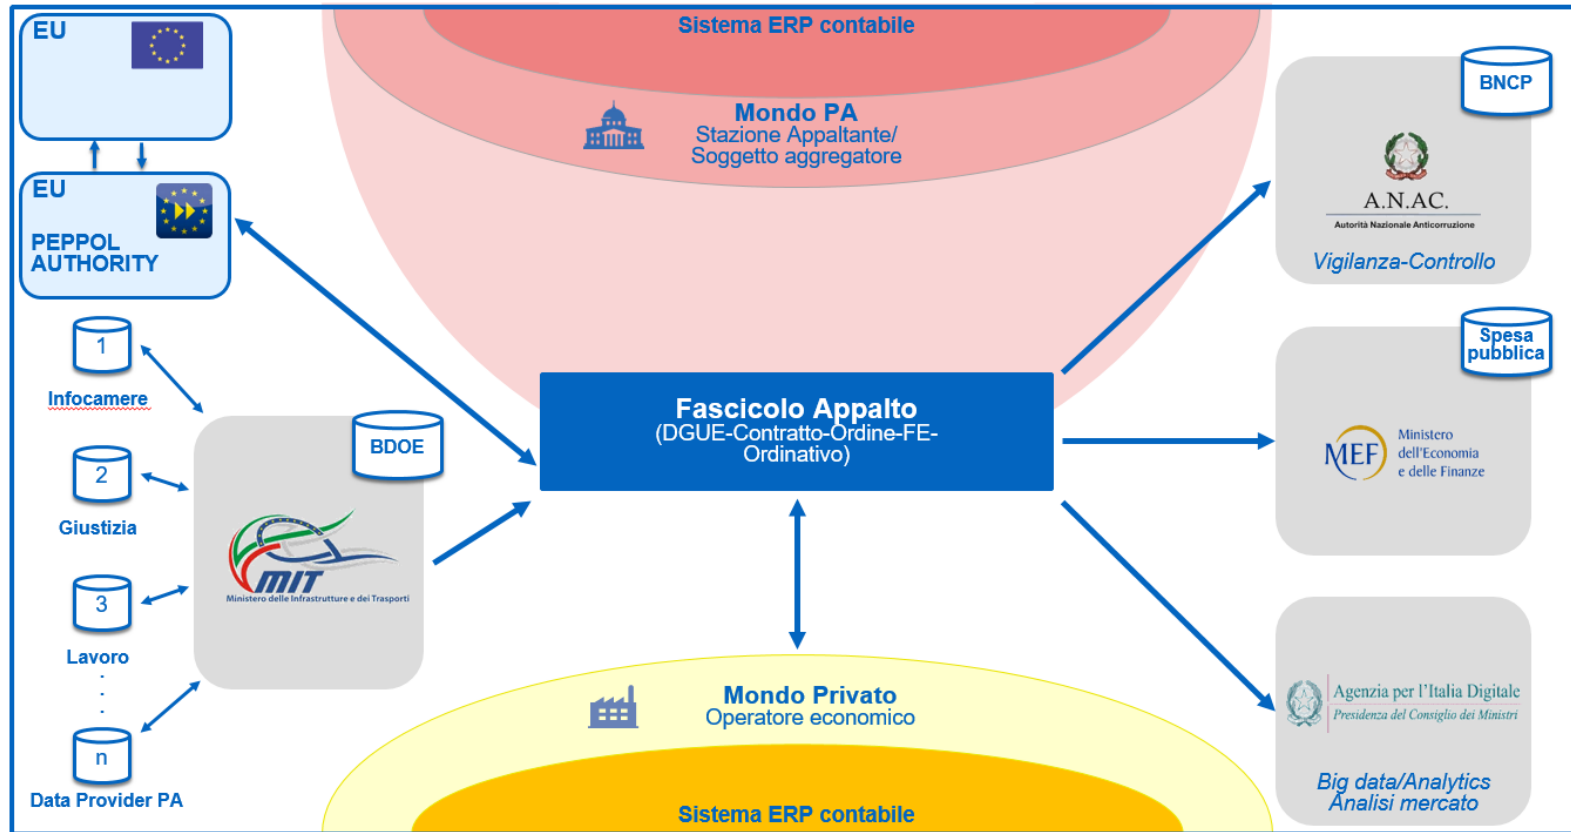 EU
EU
PEPPOL
AUTHORITY
1
Infocamere
2
Giustizia
3
Lavoro
n
Data Provider PA
BDOE
MIT
Ministero delle Infrastrutture e dei Trasporti
Sistema ERP contabile
Mondo PA
Stazione Appaltante/
Soggetto aggregatore
Fascicolo Appalto
(DGUE-Contratto-Ordine-FE-
Ordinativo)
Mondo Privato
Operatore economico
Sistema ERP contabile
BNCP
A.N.AC.
Autorità Nazionale Anticorruzione
Vigilanza-Controllo
Spesa
pubblica
MEF
Ministero
dell'Economia
e delle Finanze
Agenzia per l'Italia Digitale
Presidenza del Consiglio dei Ministri
Big data/Analytics
Analisi mercato